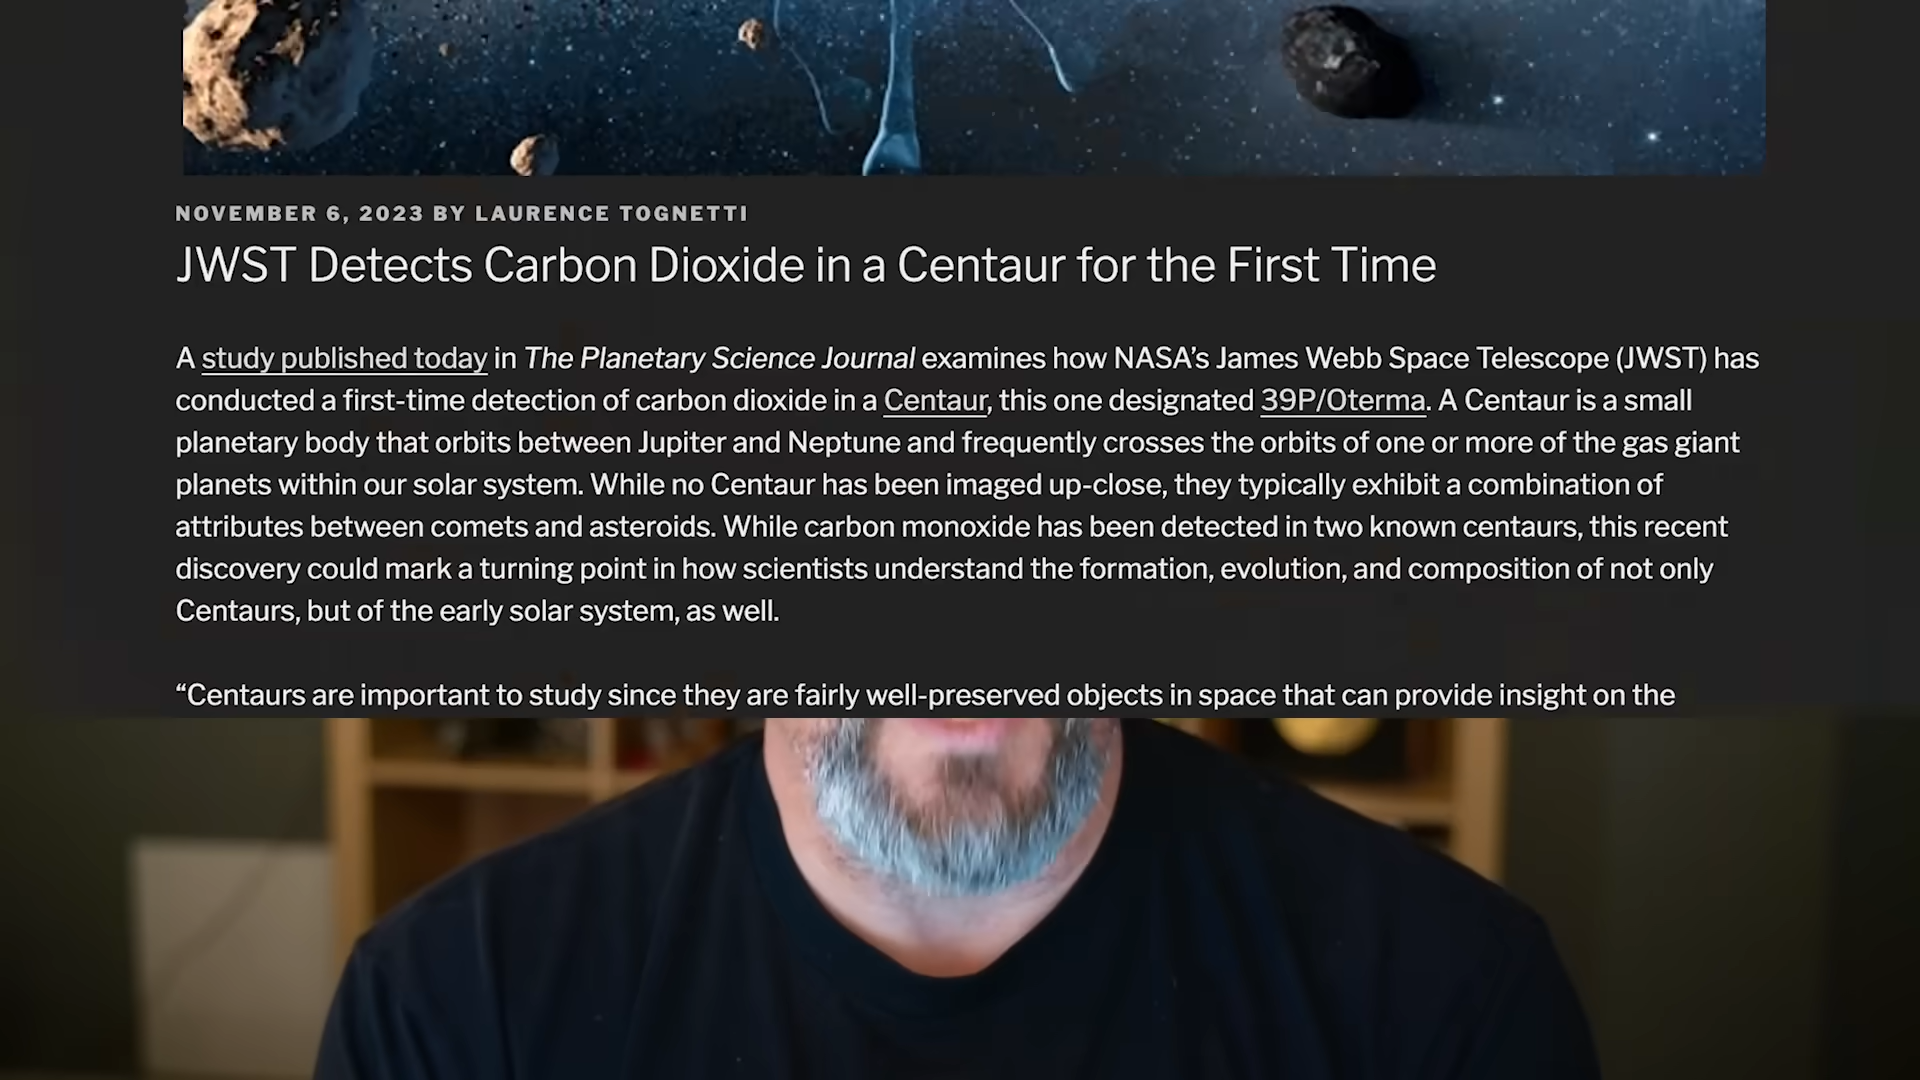 NOVEMBER 6, 2023 BY LAURENCE TOGNETTI
JWST Detects Carbon Dioxide in a Centaur for the First Time
A study published today in The Planetary Science Journal examines how NASA’s James Webb Space Telescope (JWST) has
conducted a first-time detection of carbon dioxide in a Centaur, this one designated 39P/Oterma. A Centaur is a small
planetary body that orbits between Jupiter and Neptune and frequently crosses the orbits of one or more of the gas giant
planets within our solar system. While no Centaur has been imaged up-close, they typically exhibit a combination of
attributes between comets and asteroids. While carbon monoxide has been detected in two known centaurs, this recent
discovery could mark a turning point in how scientists understand the formation, evolution, and composition of not only
Centaurs, but of the early solar system, as well.
“Centaurs are important to study since they are fairly well-preserved objects in space that can provide insight on the